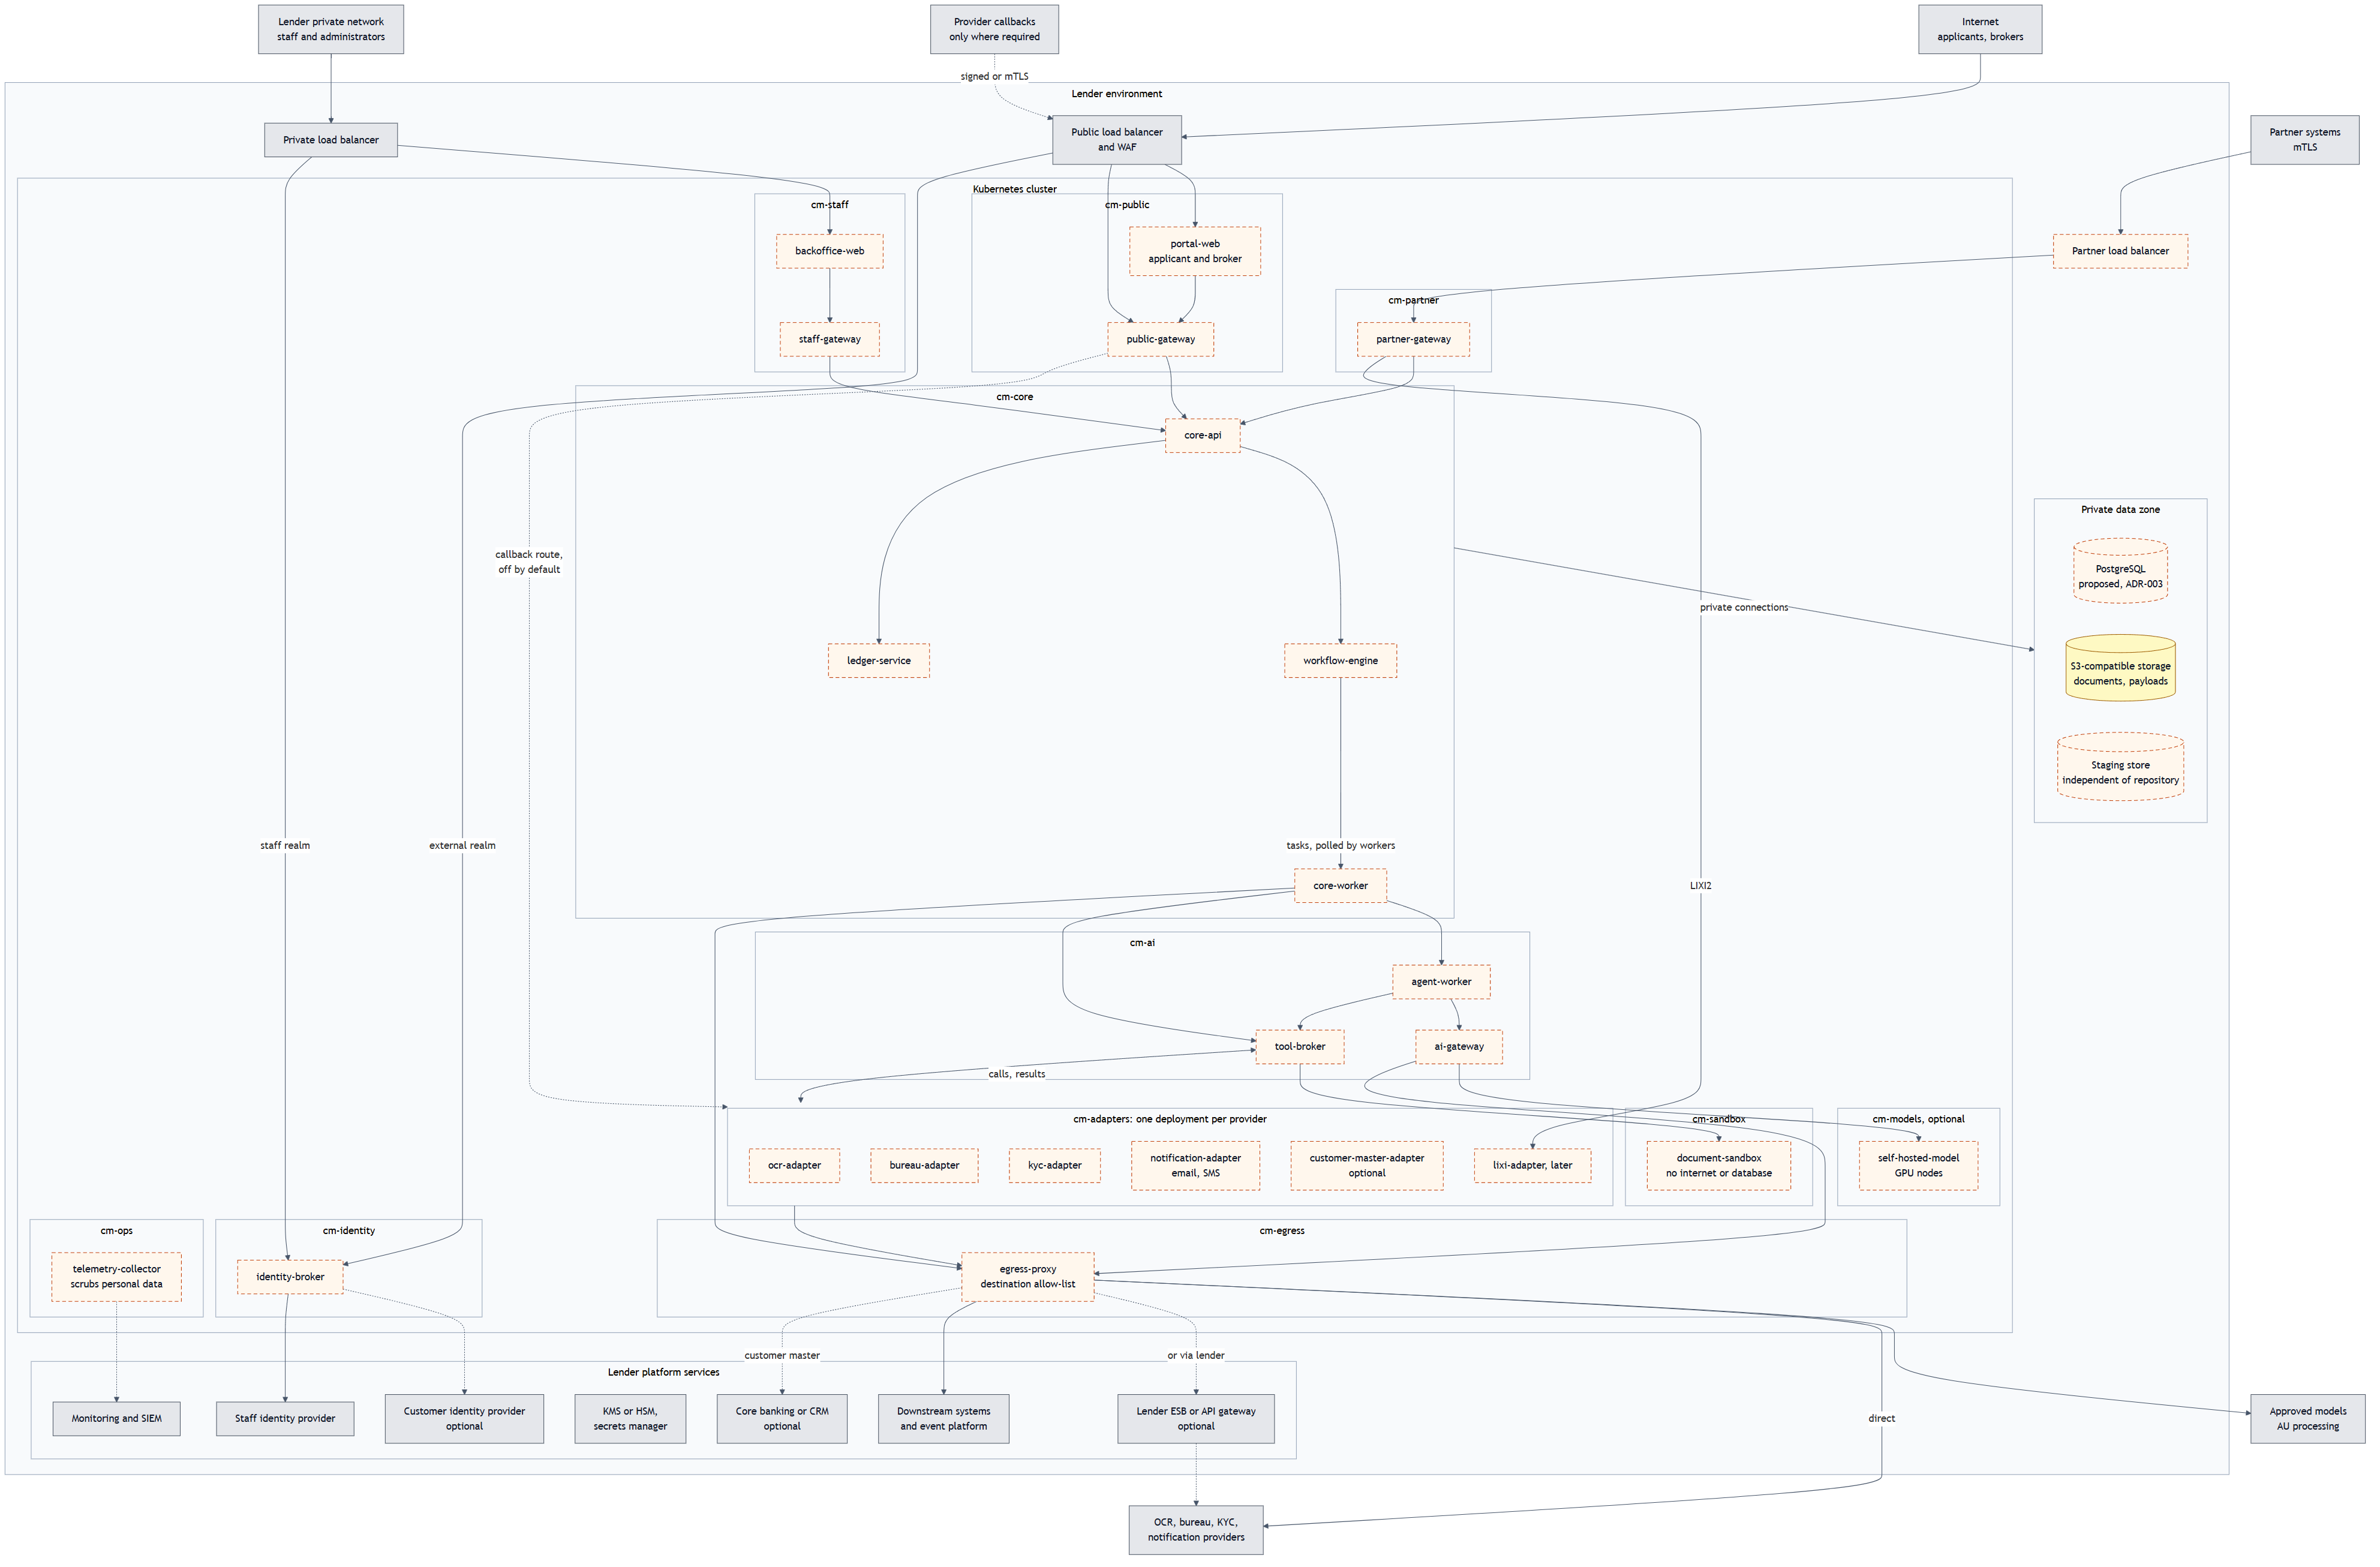 Lender private network
staff and administrators
Provider callbacks
only where required
Internet
applicants, brokers
signed or mTLS
Lender environment
Private load balancer
Public load balancer
and WAF
Partner systems
mTLS
Kubernetes cluster
cm-staff
cm-public
backoffice-web
portal-web
applicant and broker
Partner load balancer
cm-partner
staff-gateway
public-gateway
partner-gateway
cm-core
core-api
Private data zone
callback route,
off by default
PostgreSQL
proposed, ADR-003
private connections
ledger-service
workflow-engine
S3-compatible storage
documents, payloads
Staging store
independent of repository
staff realm
external realm
tasks, polled by workers
core-worker
LIXI2
cm-ai
agent-worker
tool-broker
ai-gateway
calls, results
cm-adapters: one deployment per provider
cm-sandbox
cm-models, optional
ocr-adapter
bureau-adapter
kyc-adapter
notification-adapter
email, SMS
customer-master-adapter
optional
lixi-adapter, later
document-sandbox
no internet or database
self-hosted-model
GPU nodes
cm-ops
cm-identity
cm-egress
telemetry-collector
scrubs personal data
identity-broker
egress-proxy
destination allow-list
customer master
or via lender
Lender platform services
Monitoring and SIEM
Staff identity provider
Customer identity provider
optional
KMS or HSM,
secrets manager
Core banking or CRM
optional
Downstream systems
and event platform
Lender ESB or API gateway
optional
direct
Approved models
AU processing
OCR, bureau, KYC,
notification providers